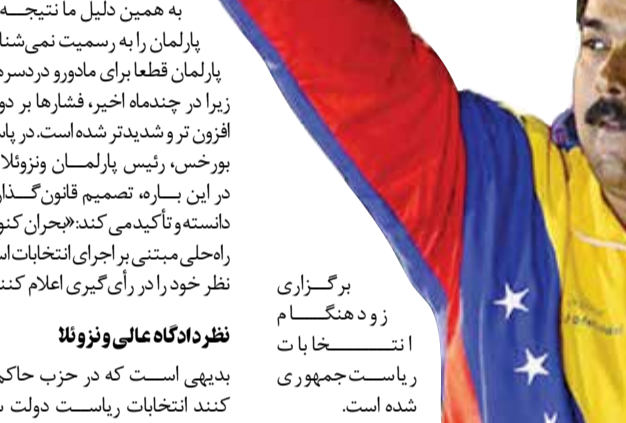 برگزاری
زودهنگام
انتخابات
ریاست‌جمهوری
شده است.
به همین دلیل ما نتیجه
پارلمان را به رسمیت نمی‌شنا
پارلمان قطعا برای مادورو دردسر
زیرا در چندماه اخیر، فشارها بر دو
افزون تر و شدیدتر شده است. در پا
بورخس، رئیس پارلمان ونزوئلا
در این باره، تصمیم قانون‌گذا
دانسته و تأکید می کند: «بحران کنو
راه‌حلی مبتنی بر اجرای انتخابات ا
نظر خود را در رأی گیری اعلام کنن
نظر دادگاه عالی ونزوئلا
بدیهی است که در حزب حاکم
کنند انتخابات ریاست دولت